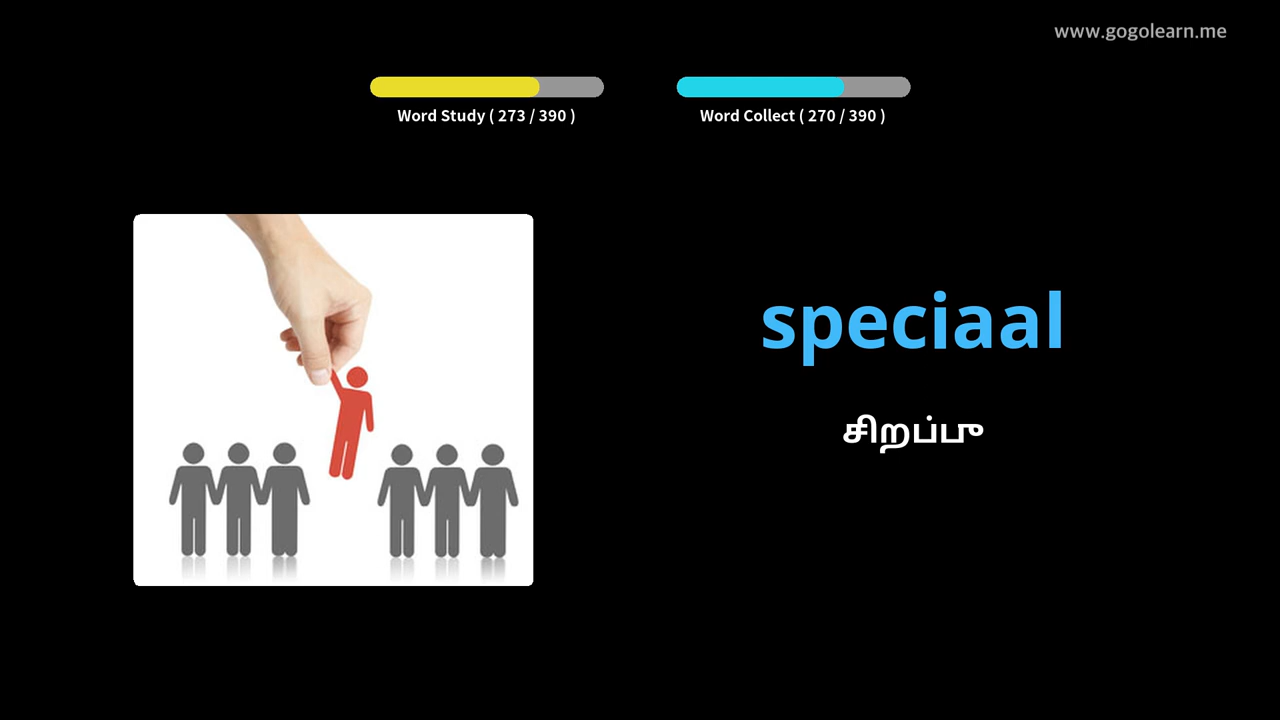 www.gogolearn.me
Word Study ( 273 / 390 )
Word Collect ( 270 / 390 )
speciaal
சிறப்பு